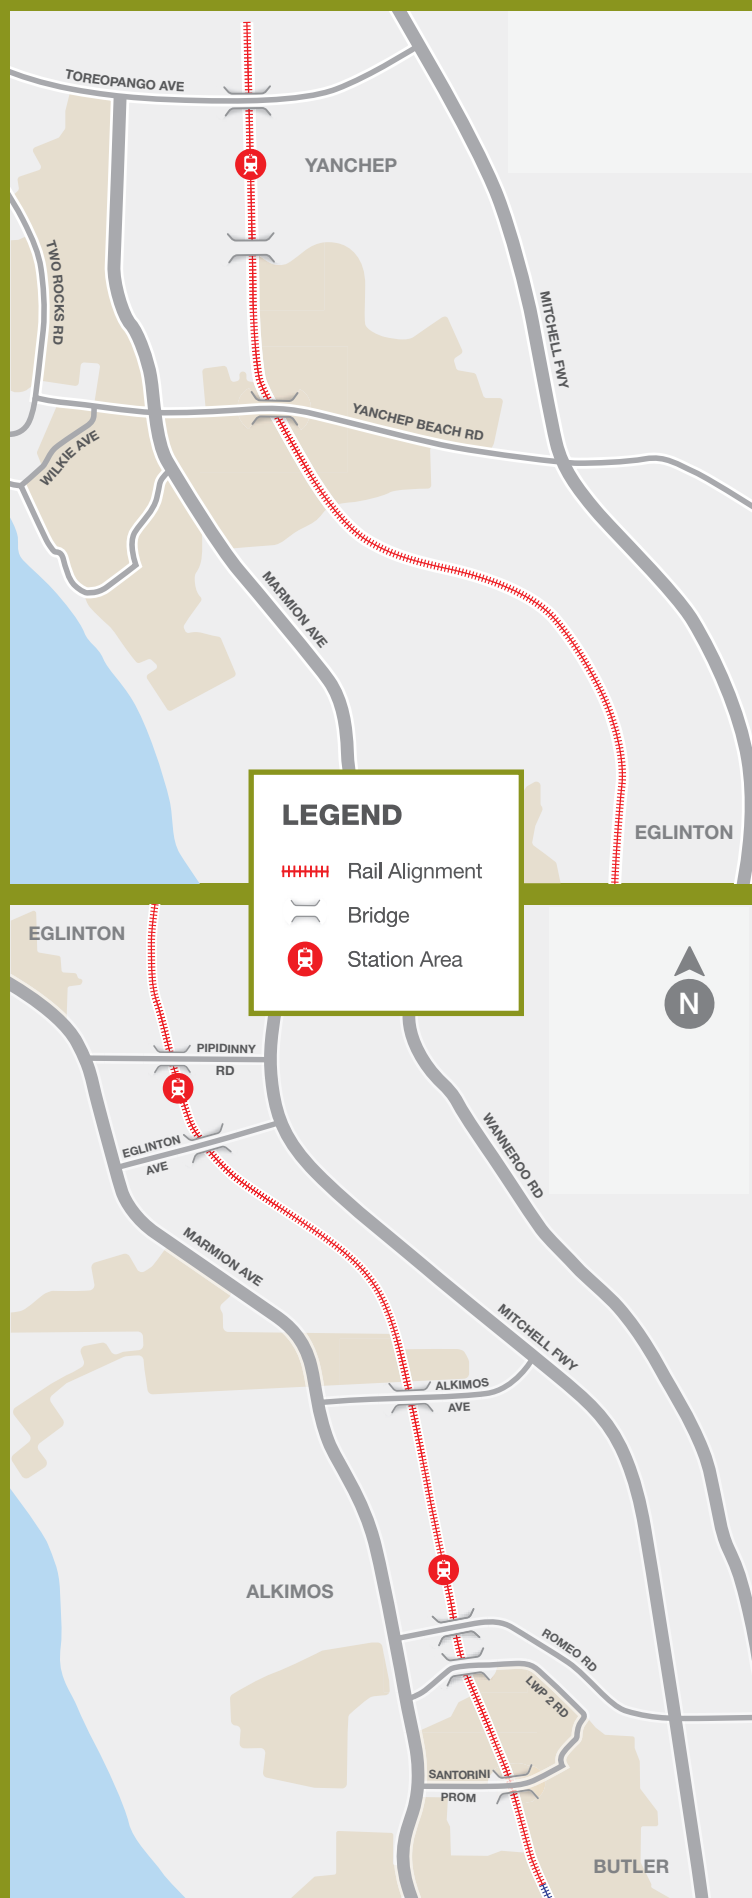 TOREOPANGO AVE
YANCHEP
TWO ROCKS RD
MITCHELL FWY
YANCHEP BEACH RD
WILKIE AVE
MARMION AVE
EGLINTON
LEGEND
Rail Alignment
Bridge
Station Area
EGLINTON
N
PIPIDINNY
RD
EGLINTON
AVE
WANNEROO RD
MARMION AVE
MITCHELL FWY
ALKIMOS
AVE
ALKIMOS
ROMEO RD
LWP 2 RD
SANTORINI
PROM
BUTLER